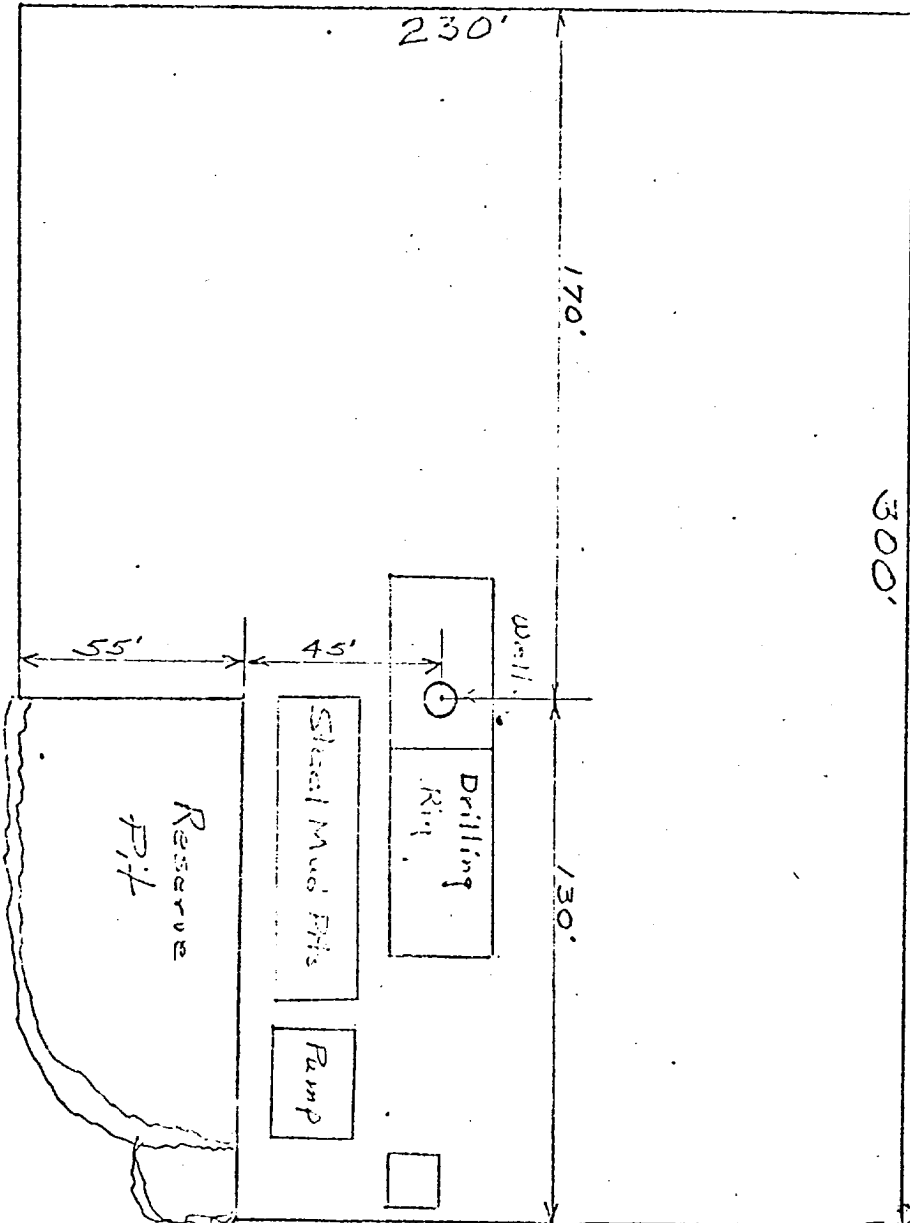 230'
170'
300'
55'
45'
Well
Drilling
Rig
Steel Mud Pits
130'
Reserve
Pit
Pump